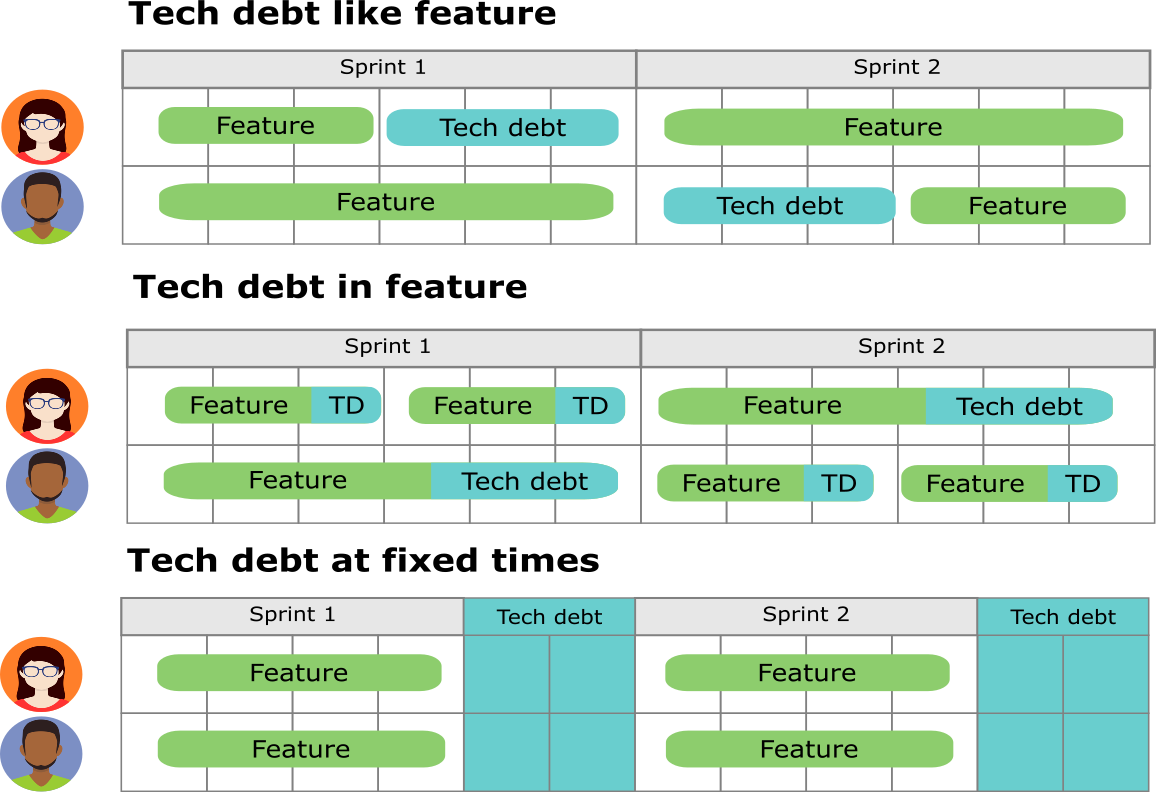 Tech debt like feature
Sprint 1 Sprint 2
Feature Tech debt Feature
Feature Tech debt Feature
Tech debt in feature
Sprint 1 Sprint 2
Feature TD Feature TD Feature Tech debt
Feature Tech debt Feature TD Feature TD
Tech debt at fixed times
Sprint 1 Tech debt Sprint 2 Tech debt
Feature Feature
Feature Feature